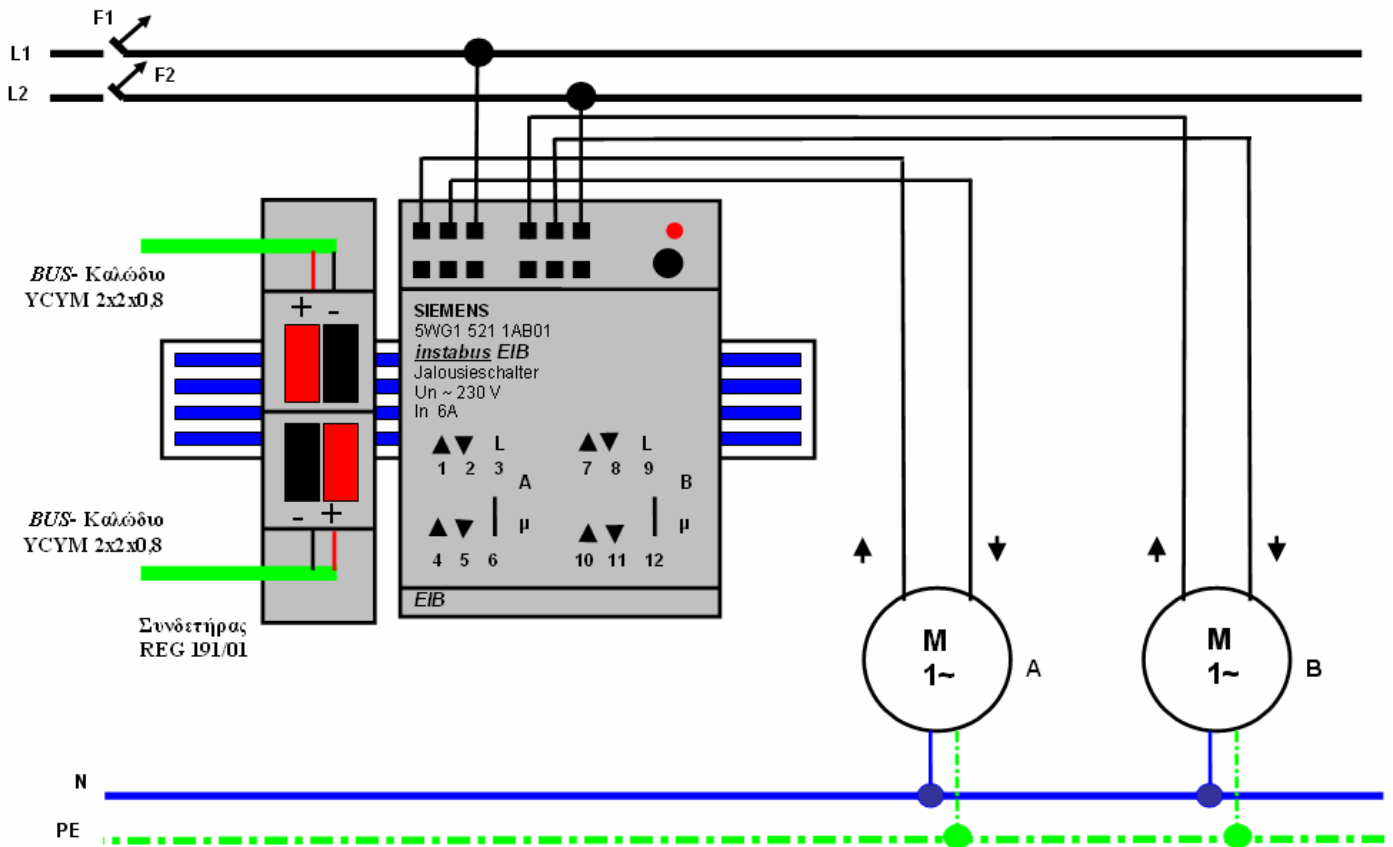 F1
L1
F2
L2
BUS- Καλώδιο
YCYM 2x2x0,8
+ -
SIEMENS
5WG1 521 1AB01
instabus EIB
Jalousieschalter
Un ~ 230 V
In 6A
▲▼ L ▲▼ L
1 2 3 7 8 9
A B
▲▼ µ ▲▼ µ
4 5 6 10 11 12
EIB
BUS- Καλώδιο
YCYM 2x2x0,8
- +
Συνδετήρας
REG 191/01
M
1~
A
M
1~
B
N
PE